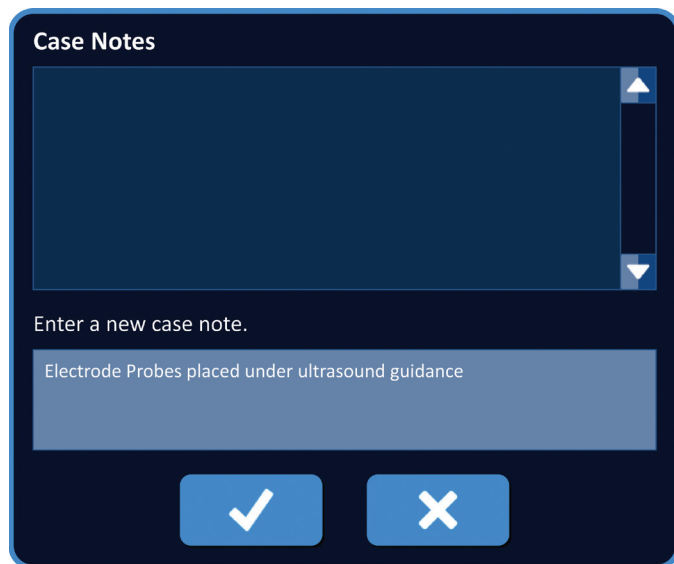 Case Notes
Enter a new case note.
Electrode Probes placed under ultrasound guidance